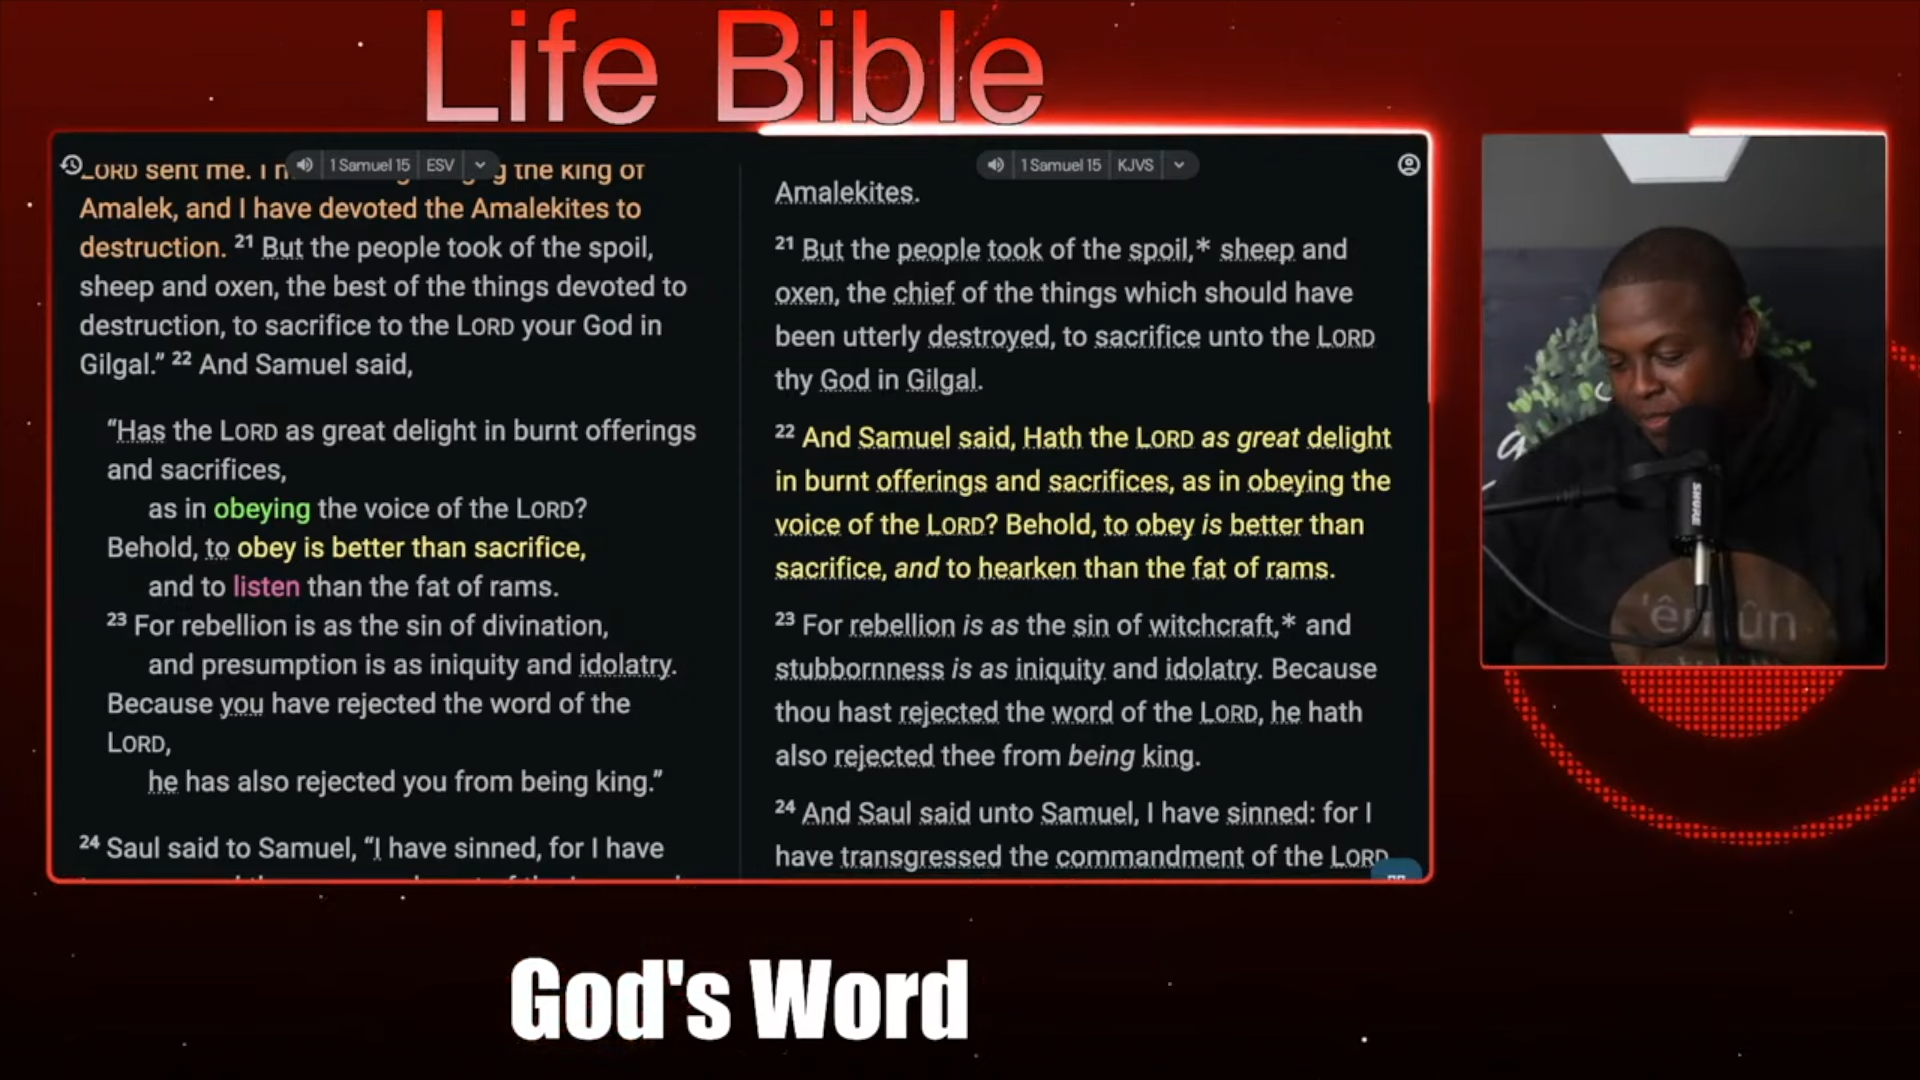 Life Bible
1 Samuel 15 ESV
LORD sent me. I the king of
Amalek, and I have devoted the Amalekites to
destruction. 21 But the people took of the spoil,
sheep and oxen, the best of the things devoted to
destruction, to sacrifice to the LORD your God in
Gilgal.” 22 And Samuel said,
“Has the LORD as great delight in burnt offerings
and sacrifices,
as in obeying the voice of the LORD?
Behold, to obey is better than sacrifice,
and to listen than the fat of rams.
23 For rebellion is as the sin of divination,
and presumption is as iniquity and idolatry.
Because you have rejected the word of the
LORD,
he has also rejected you from being king.”
24 Saul said to Samuel, “I have sinned, for I have
1 Samuel 15 KJVS
Amalekites.
21 But the people took of the spoil,* sheep and
oxen, the chief of the things which should have
been utterly destroyed, to sacrifice unto the LORD
thy God in Gilgal.
22 And Samuel said, Hath the LORD as great delight
in burnt offerings and sacrifices, as in obeying the
voice of the LORD? Behold, to obey is better than
sacrifice, and to hearken than the fat of rams.
23 For rebellion is as the sin of witchcraft,* and
stubbornness is as iniquity and idolatry. Because
thou hast rejected the word of the LORD, he hath
also rejected thee from being king.
24 And Saul said unto Samuel, I have sinned: for I
have transgressed the commandment of the LORD
SHURE
God's Word